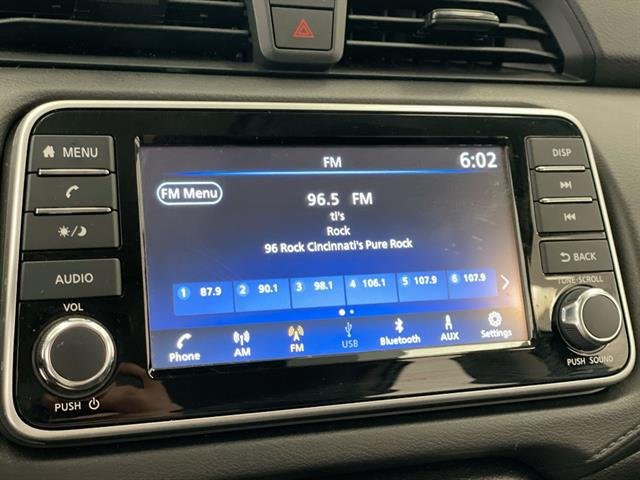 MENU
AUDIO
VOL
PUSH
FM
6:02
FM Menu
96.5 FM
ti's
Rock
96 Rock Cincinnati's Pure Rock
1 87.9 2 90.1 3 98.1 4 106.1 5 107.9 6 107.9
Phone AM FM USB Bluetooth AUX Settings
DISP
BACK
TUNE·SCROLL
PUSH SOUND